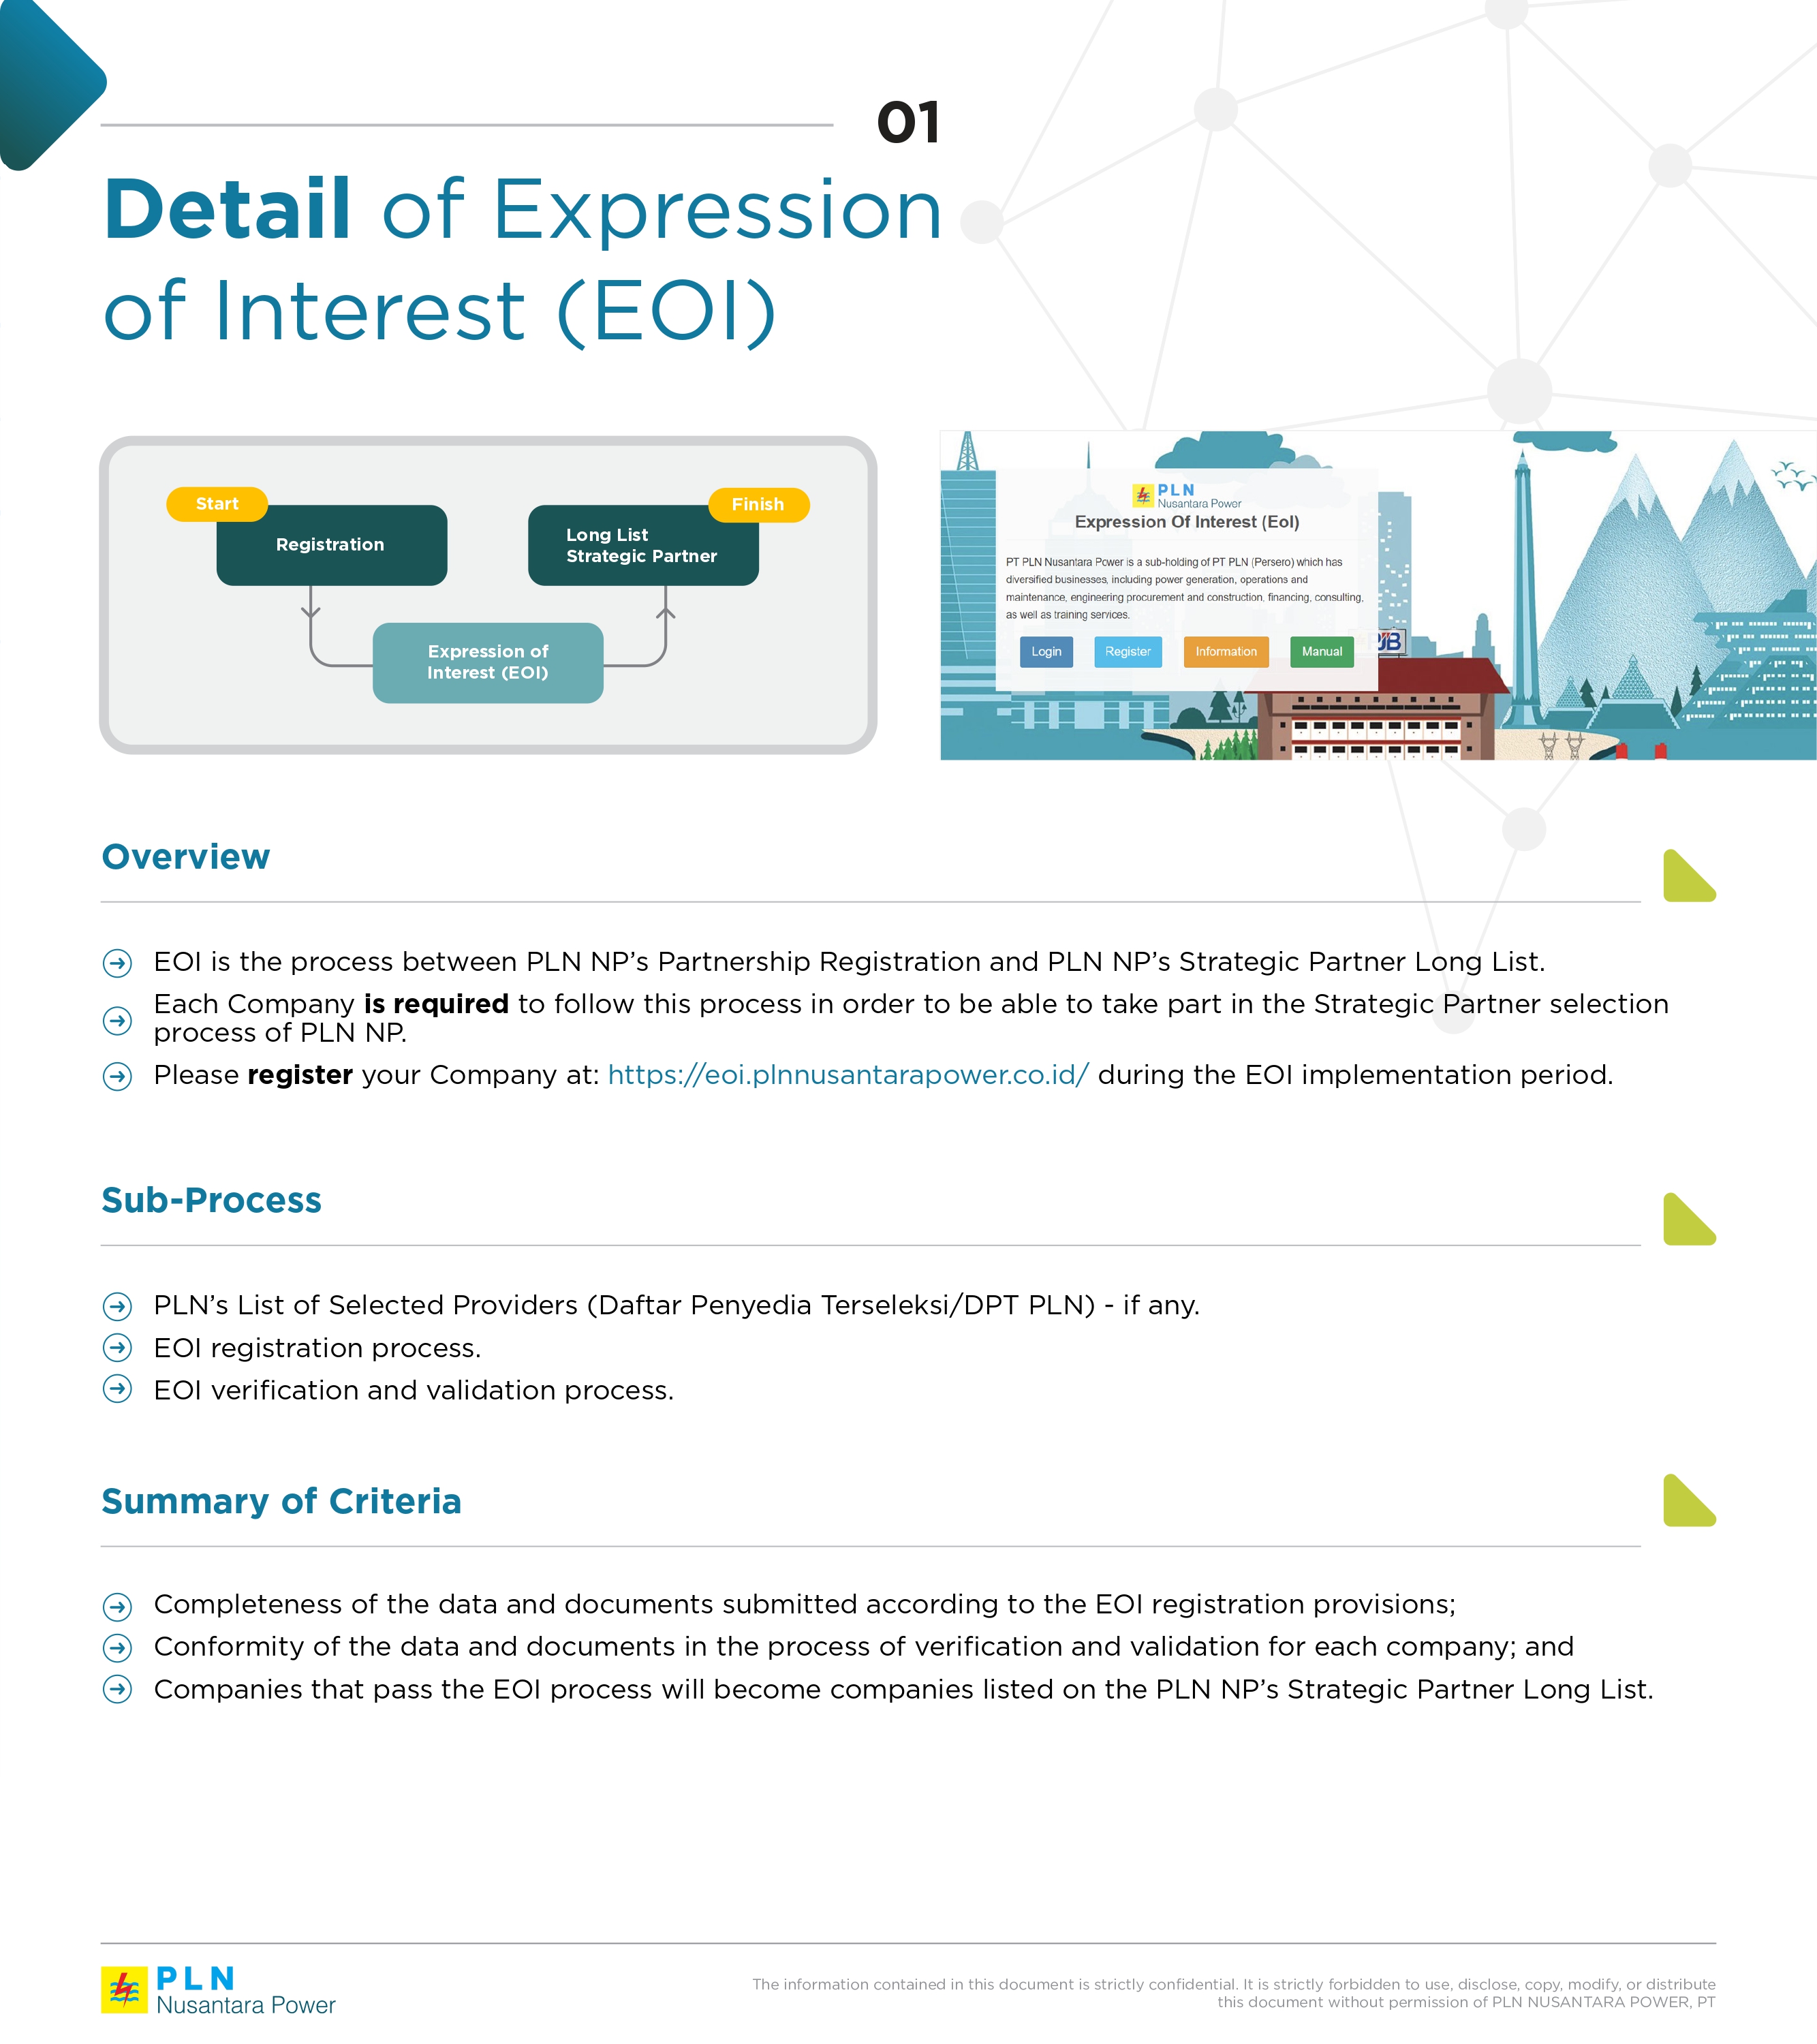 01
Detail of Expression
of Interest (EOI)
Start
Registration
Finish
Long List
Strategic Partner
Expression of
Interest (EOI)
PLN
Nusantara Power
Expression Of Interest (EoI)
PT PLN Nusantara Power is a sub-holding of PT PLN (Persero) which has
diversified businesses, including power generation, operations and
maintenance, engineering procurement and construction, financing, consulting,
as well as training services.
Login
Register
Information
Manual
Overview
EOI is the process between PLN NP’s Partnership Registration and PLN NP’s Strategic Partner Long List.
Each Company is required to follow this process in order to be able to take part in the Strategic Partner selection
process of PLN NP.
Please register your Company at: https://eoi.plnnusantarapower.co.id/ during the EOI implementation period.
Sub-Process
PLN’s List of Selected Providers (Daftar Penyedia Terseleksi/DPT PLN) - if any.
EOI registration process.
EOI verification and validation process.
Summary of Criteria
Completeness of the data and documents submitted according to the EOI registration provisions;
Conformity of the data and documents in the process of verification and validation for each company; and
Companies that pass the EOI process will become companies listed on the PLN NP’s Strategic Partner Long List.
PLN
Nusantara Power
The information contained in this document is strictly confidential. It is strictly forbidden to use, disclose, copy, modify, or distribute
this document without permission of PLN NUSANTARA POWER, PT